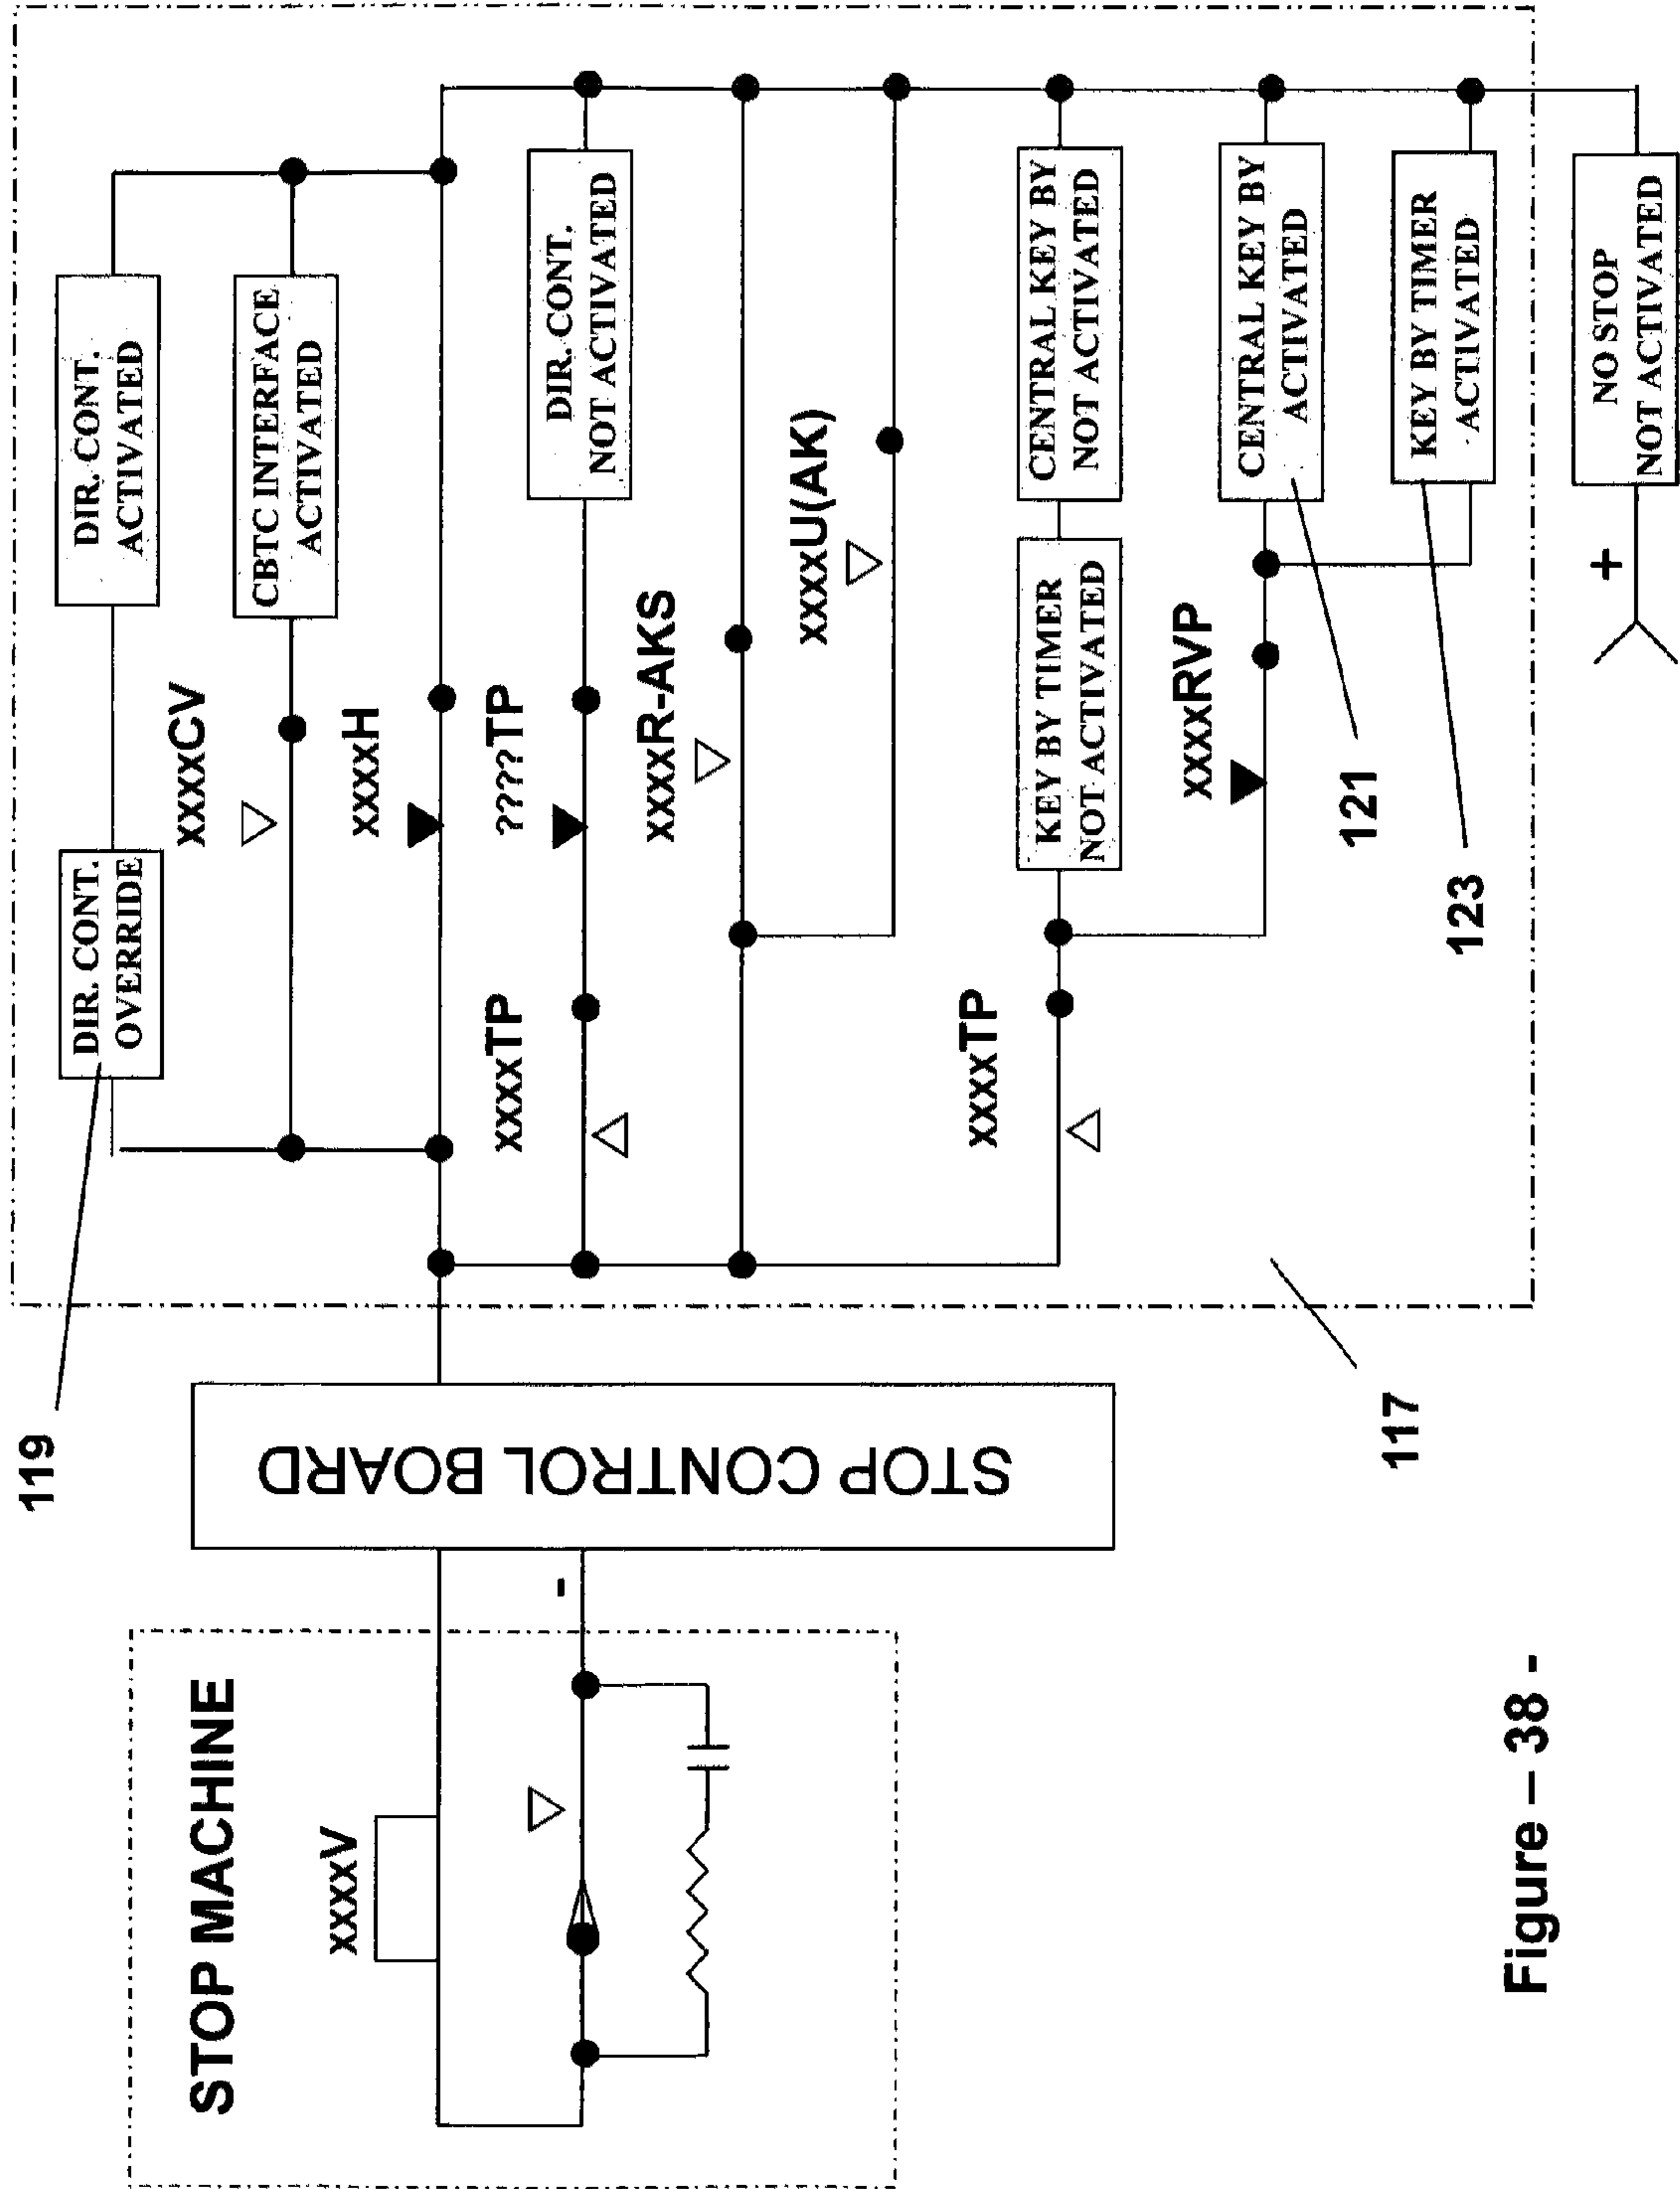 STOP MACHINE
xxxxV
-
STOP CONTROL BOARD
119
DIR. CONT.
OVERRIDE
DIR. CONT.
ACTIVATED
xxxxCV
CBTC INTERFACE
ACTIVATED
xxxxH
xxxxTP
????TP
DIR. CONT.
NOT ACTIVATED
xxxxR-AKS
xxxxU(AK)
xxxxTP
KEY BY TIMER
NOT ACTIVATED
CENTRAL KEY BY
NOT ACTIVATED
xxxxRVP
CENTRAL KEY BY
ACTIVATED
121
KEY BY TIMER
ACTIVATED
123
117
+
NO STOP
NOT ACTIVATED
Figure – 38 -